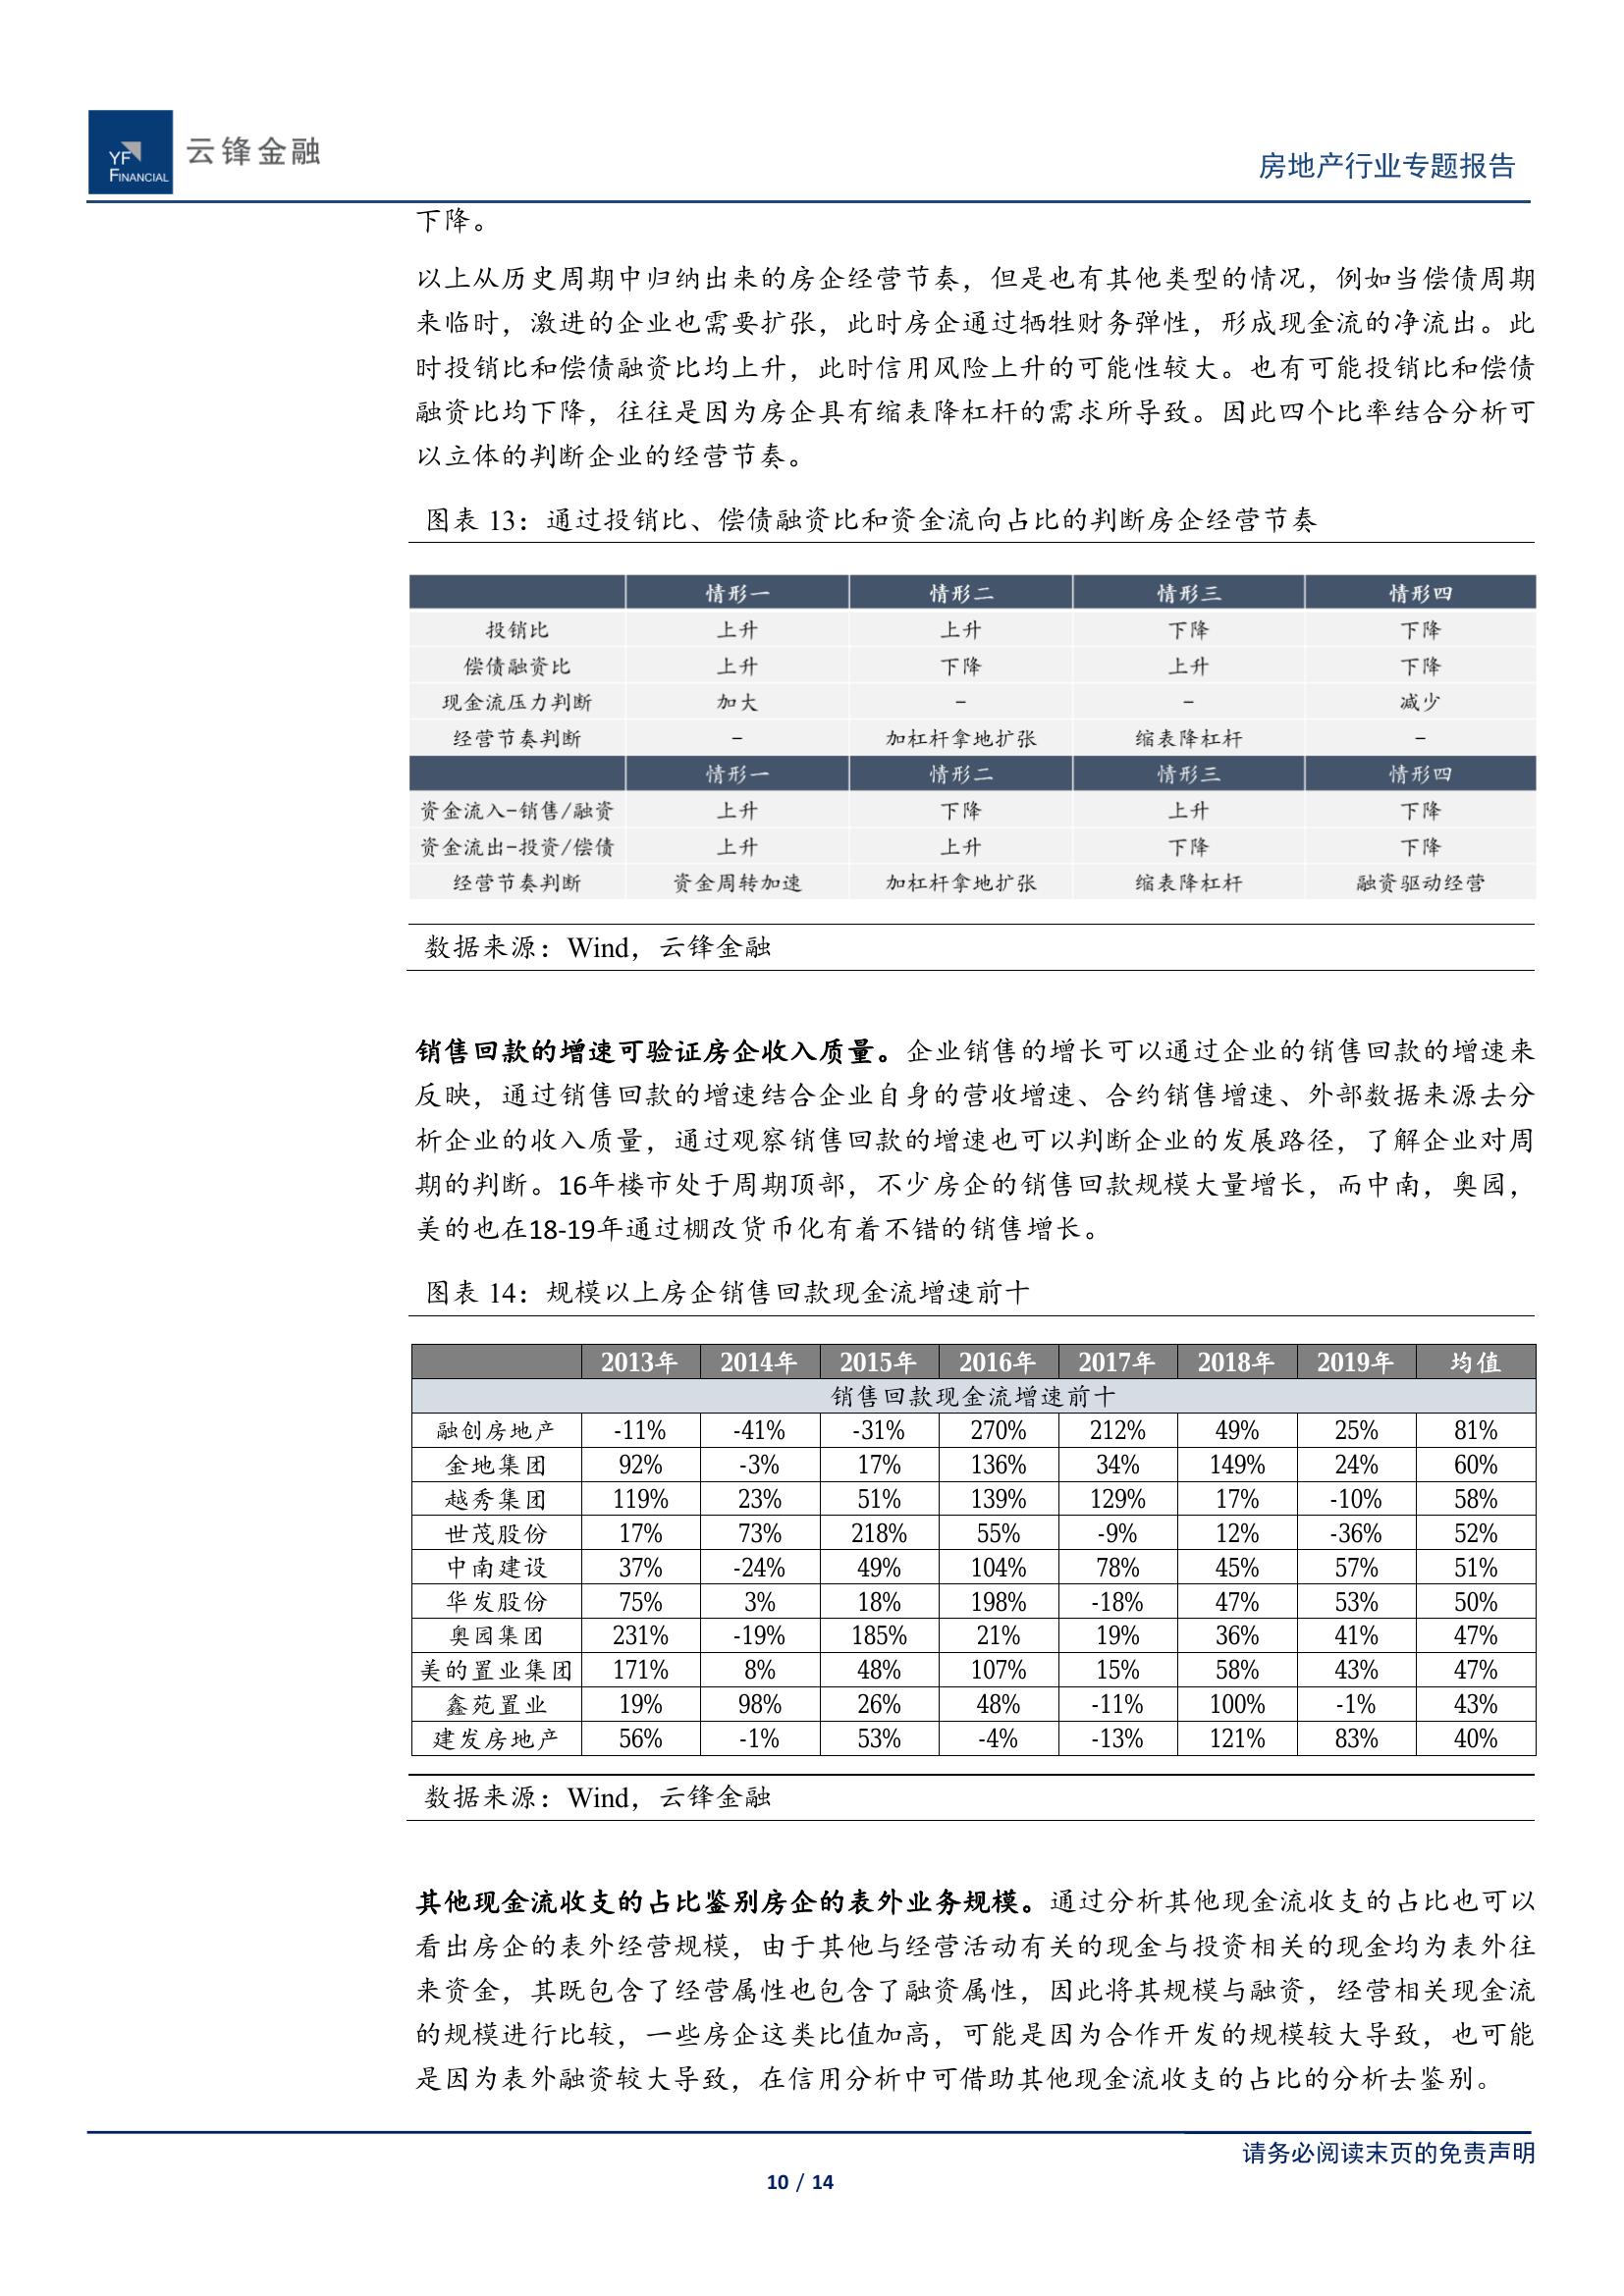 YF
FINANCIAL
云锋金融
房地产行业专题报告
下降。
以上从历史周期中归纳出来的房企经营节奏，但是也有其他类型的情况，例如当偿债周期
来临时，激进的企业也需要扩张，此时房企通过牺牲财务弹性，形成现金流的净流出。此
时投销比和偿债融资比均上升，此时信用风险上升的可能性较大。也有可能投销比和偿债
融资比均下降，往往是因为房企具有缩表降杠杆的需求所导致。因此四个比率结合分析可
以立体的判断企业的经营节奏。
图表 13：通过投销比、偿债融资比和资金流向占比的判断房企经营节奏
情形一 情形二 情形三 情形四
投销比 上升 上升 下降 下降
偿债融资比 上升 下降 上升 下降
现金流压力判断 加大 - - 减少
经营节奏判断 - 加杠杆拿地扩张 缩表降杠杆 -
情形一 情形二 情形三 情形四
资金流入-销售/融资 上升 下降 上升 下降
资金流出-投资/偿债 上升 上升 下降 下降
经营节奏判断 资金周转加速 加杠杆拿地扩张 缩表降杠杆 融资驱动经营
数据来源：Wind，云锋金融
销售回款的增速可验证房企收入质量。企业销售的增长可以通过企业的销售回款的增速来
反映，通过销售回款的增速结合企业自身的营收增速、合约销售增速、外部数据来源去分
析企业的收入质量，通过观察销售回款的增速也可以判断企业的发展路径，了解企业对周
期的判断。16年楼市处于周期顶部，不少房企的销售回款规模大量增长，而中南，奥园，
美的也在18-19年通过棚改货币化有着不错的销售增长。
图表 14：规模以上房企销售回款现金流增速前十
2013年 2014年 2015年 2016年 2017年 2018年 2019年 均值
销售回款现金流增速前十
融创房地产 -11% -41% -31% 270% 212% 49% 25% 81%
金地集团 92% -3% 17% 136% 34% 149% 24% 60%
越秀集团 119% 23% 51% 139% 129% 17% -10% 58%
世茂股份 17% 73% 218% 55% -9% 12% -36% 52%
中南建设 37% -24% 49% 104% 78% 45% 57% 51%
华发股份 75% 3% 18% 198% -18% 47% 53% 50%
奥园集团 231% -19% 185% 21% 19% 36% 41% 47%
美的置业集团 171% 8% 48% 107% 15% 58% 43% 47%
鑫苑置业 19% 98% 26% 48% -11% 100% -1% 43%
建发房地产 56% -1% 53% -4% -13% 121% 83% 40%
数据来源：Wind，云锋金融
其他现金流收支的占比鉴别房企的表外业务规模。通过分析其他现金流收支的占比也可以
看出房企的表外经营规模，由于其他与经营活动有关的现金与投资相关的现金均为表外往
来资金，其既包含了经营属性也包含了融资属性，因此将其规模与融资，经营相关现金流
的规模进行比较，一些房企这类比值加高，可能是因为合作开发的规模较大导致，也可能
是因为表外融资较大导致，在信用分析中可借助其他现金流收支的占比的分析去鉴别。
请务必阅读末页的免责声明
10 / 14